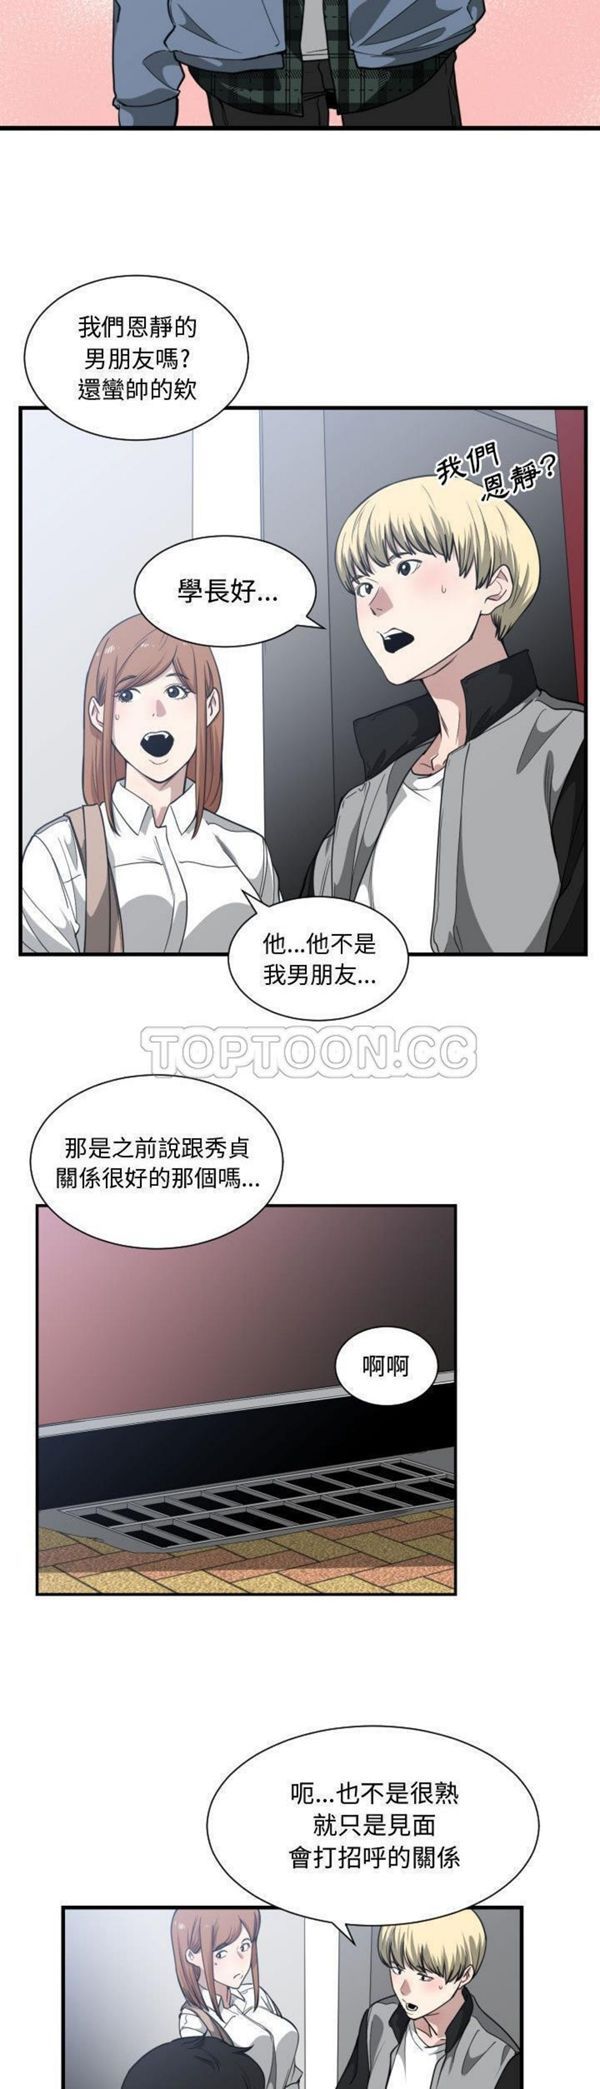 我們恩靜的
男朋友嗎?
還蠻帥的欸
我們
恩靜?
學長好...
他...他不是
我男朋友...
TOPTOON.CC
那是之前說跟秀貞
關係很好的那個嗎...
啊啊
呃...也不是很熟
就只是見面
會打招呼的關係